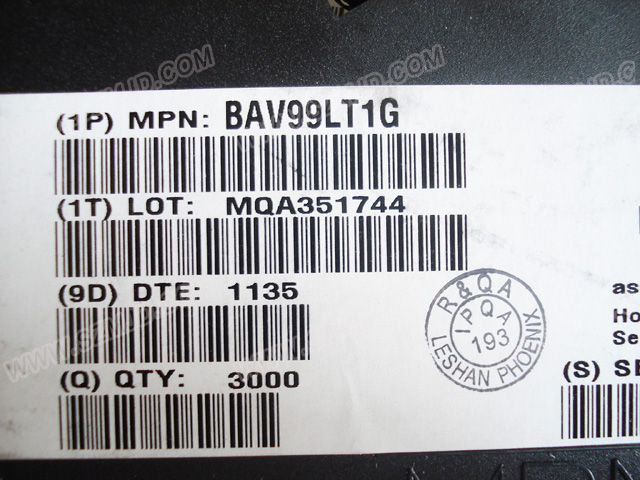 (1P) MPN: BAV99LT1G
(1T) LOT: MQA351744
(9D) DTE: 1135
(Q) QTY: 3000
R&QA
IPQA
193
LESHAN PHOENIX
as
Ho
Se
(S) SE